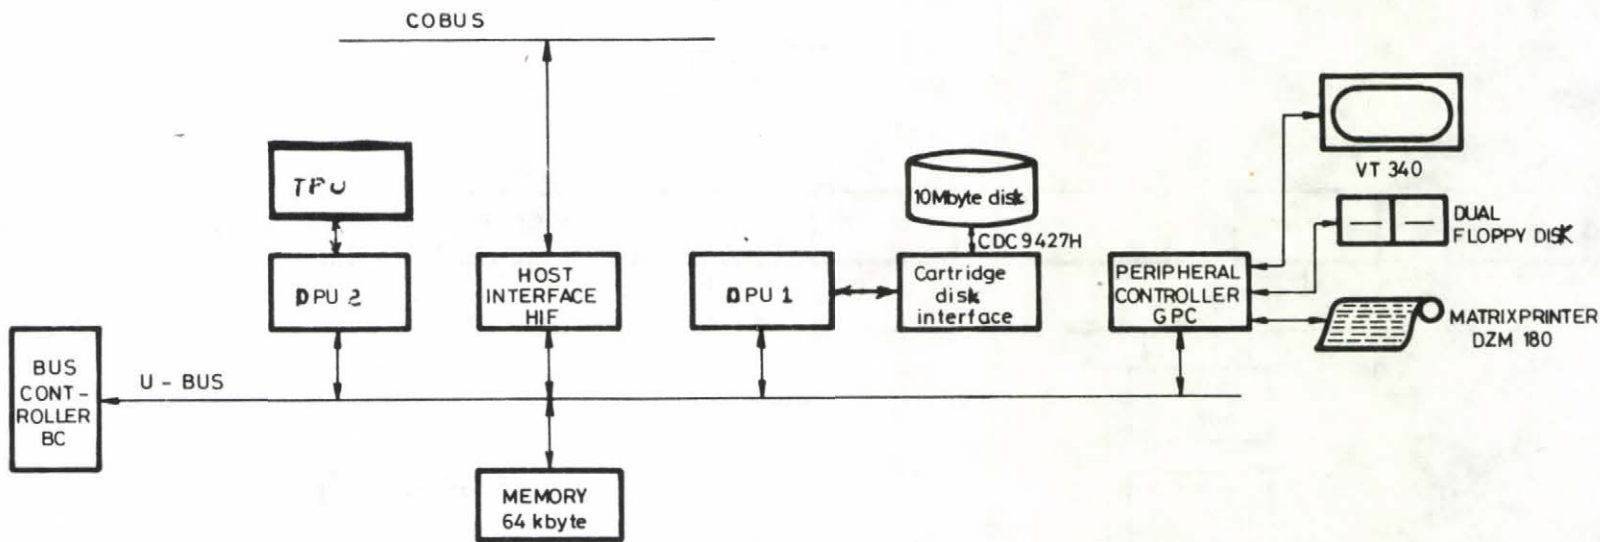 COBUS
TPU
DPU 2
HOST
INTERFACE
HIF
DPU 1
10Mbyte disk
CDC 9427H
Cartridge
disk
interface
PERIPHERAL
CONTROLLER
GPC
VT 340
DUAL
FLOPPY DISK
MATRIXPRINTER
DZM 180
BUS
CONT-
ROLLER
BC
U - BUS
MEMORY
64 kbyte